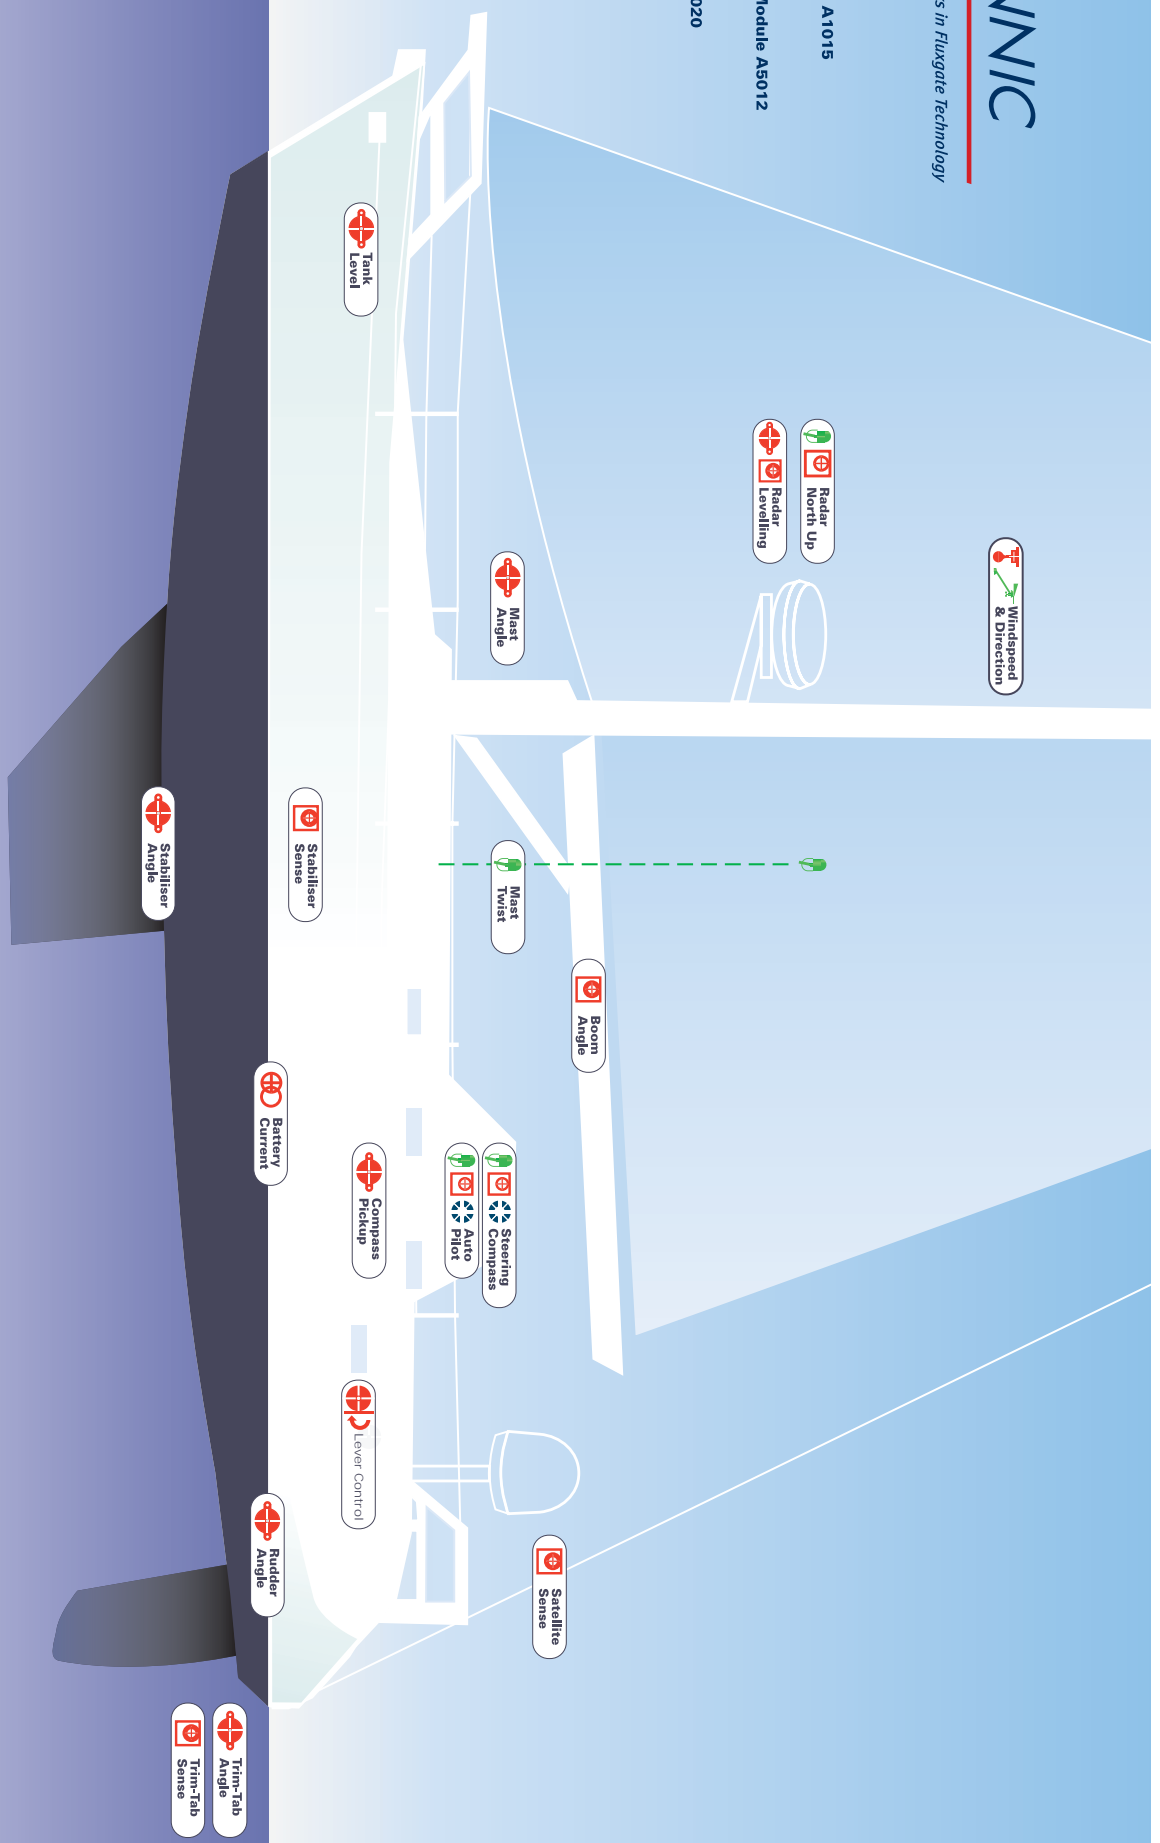 NNIC
s in Fluxgate Technology
A1015
Module A5012
020
Windspeed
& Direction
Radar
North Up
Radar
Levelling
Tank
Level
Mast
Angle
Mast
Twist
Boom
Angle
Stabiliser
Sense
Stabiliser
Angle
Steering
Compass
Auto
Pilot
Compass
Pickup
Battery
Current
Lever Control
Satellite
Sense
Rudder
Angle
Trim-Tab
Angle
Trim-Tab
Sense